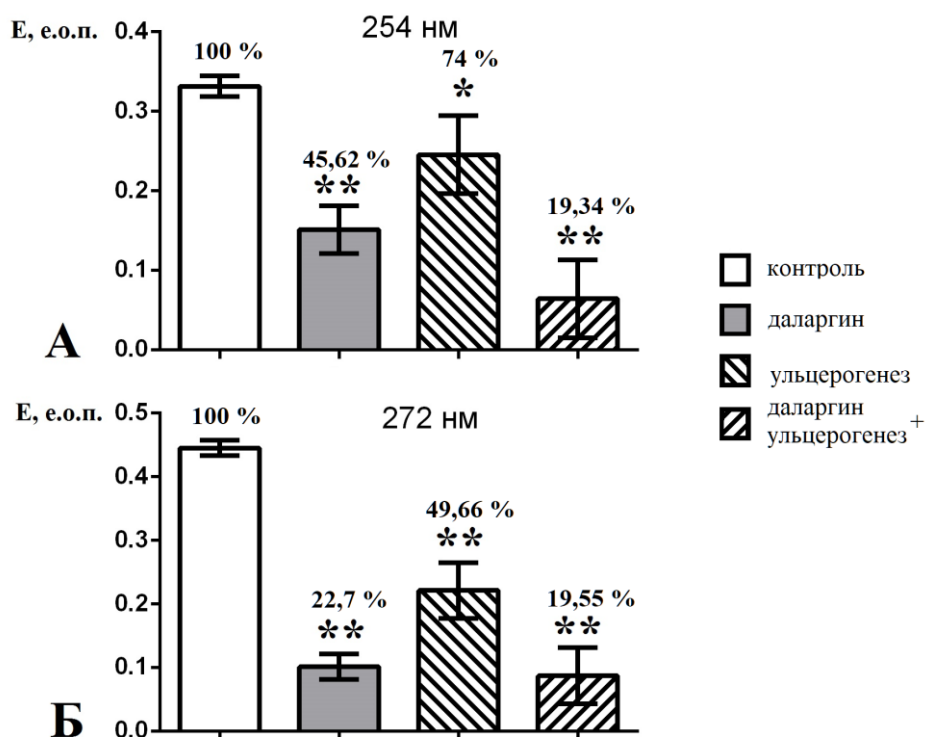 Е, е.о.п.
254 нм
0.4
0.3
0.2
0.1
0.0
100 %
45,62 %
**
74 %
*
19,34 %
**
А
контроль
даларгин
ульцерогенез
даларгин
ульцерогенез +
Е, е.о.п.
272 нм
0.5
0.4
0.3
0.2
0.1
0.0
100 %
22,7 %
**
49,66 %
**
19,55 %
**
Б